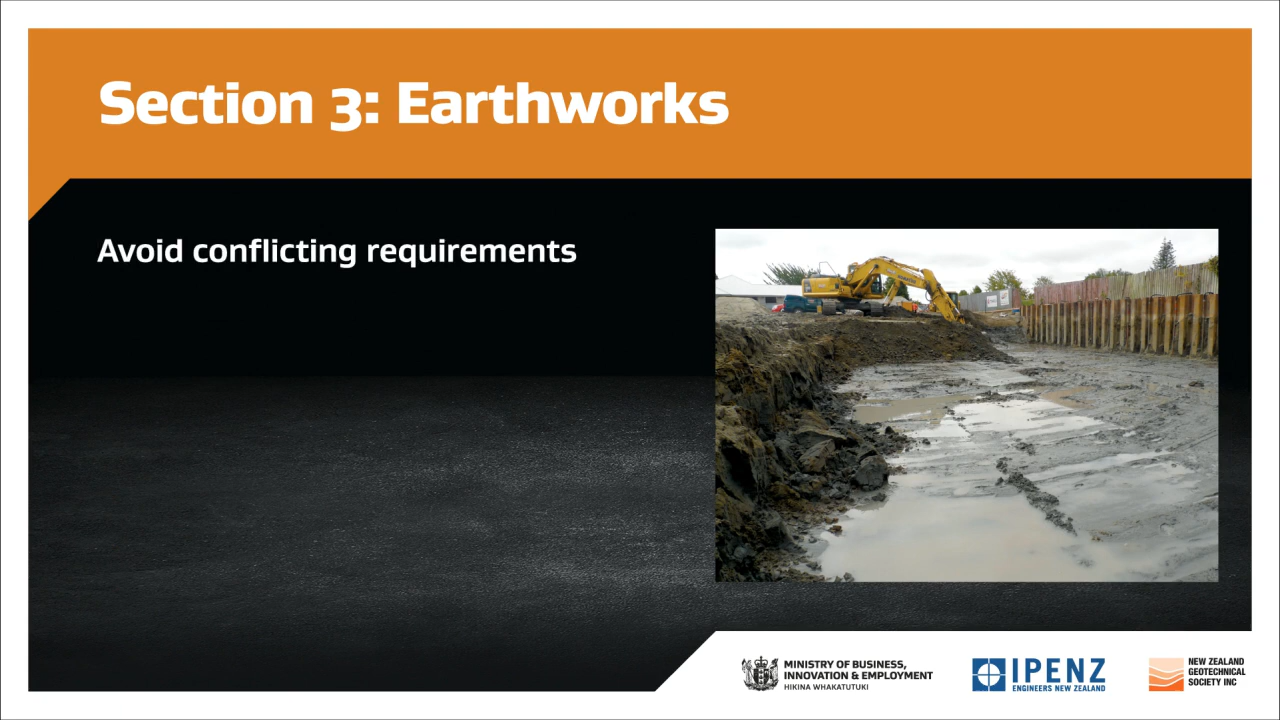 Section 3: Earthworks
Avoid conflicting requirements
MINISTRY OF BUSINESS,
INNOVATION & EMPLOYMENT
HIKINA WHAKATUTUKI
IPENZ
ENGINEERS NEW ZEALAND
NEW ZEALAND
GEOTECHNICAL
SOCIETY INC